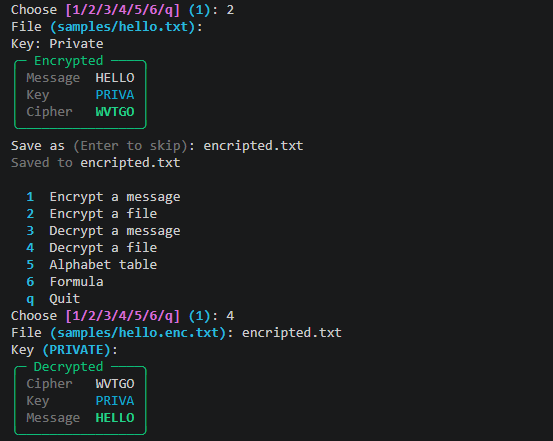 Choose [1/2/3/4/5/6/q] (1): 2
File (samples/hello.txt):
Key: Private
Encrypted
Message HELLO
Key PRIVA
Cipher WVTGO
Save as (Enter to skip): encripted.txt
Saved to encripted.txt
1 Encrypt a message
2 Encrypt a file
3 Decrypt a message
4 Decrypt a file
5 Alphabet table
6 Formula
q Quit
Choose [1/2/3/4/5/6/q] (1): 4
File (samples/hello.enc.txt): encripted.txt
Key (PRIVATE):
Decrypted
Cipher WVTGO
Key PRIVA
Message HELLO